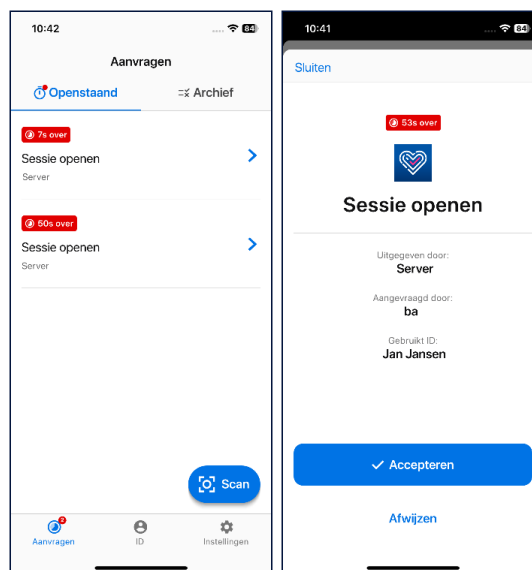 10:42
84
Aanvragen
Openstaand
Archief
7s over
Sessie openen
Server
50s over
Sessie openen
Server
Scan
2
Aanvragen
ID
Instellingen
10:41
84
Sluiten
53s over
Sessie openen
Uitgegeven door:
Server
Aangevraagd door:
ba
Gebruikt ID:
Jan Jansen
Accepteren
Afwijzen